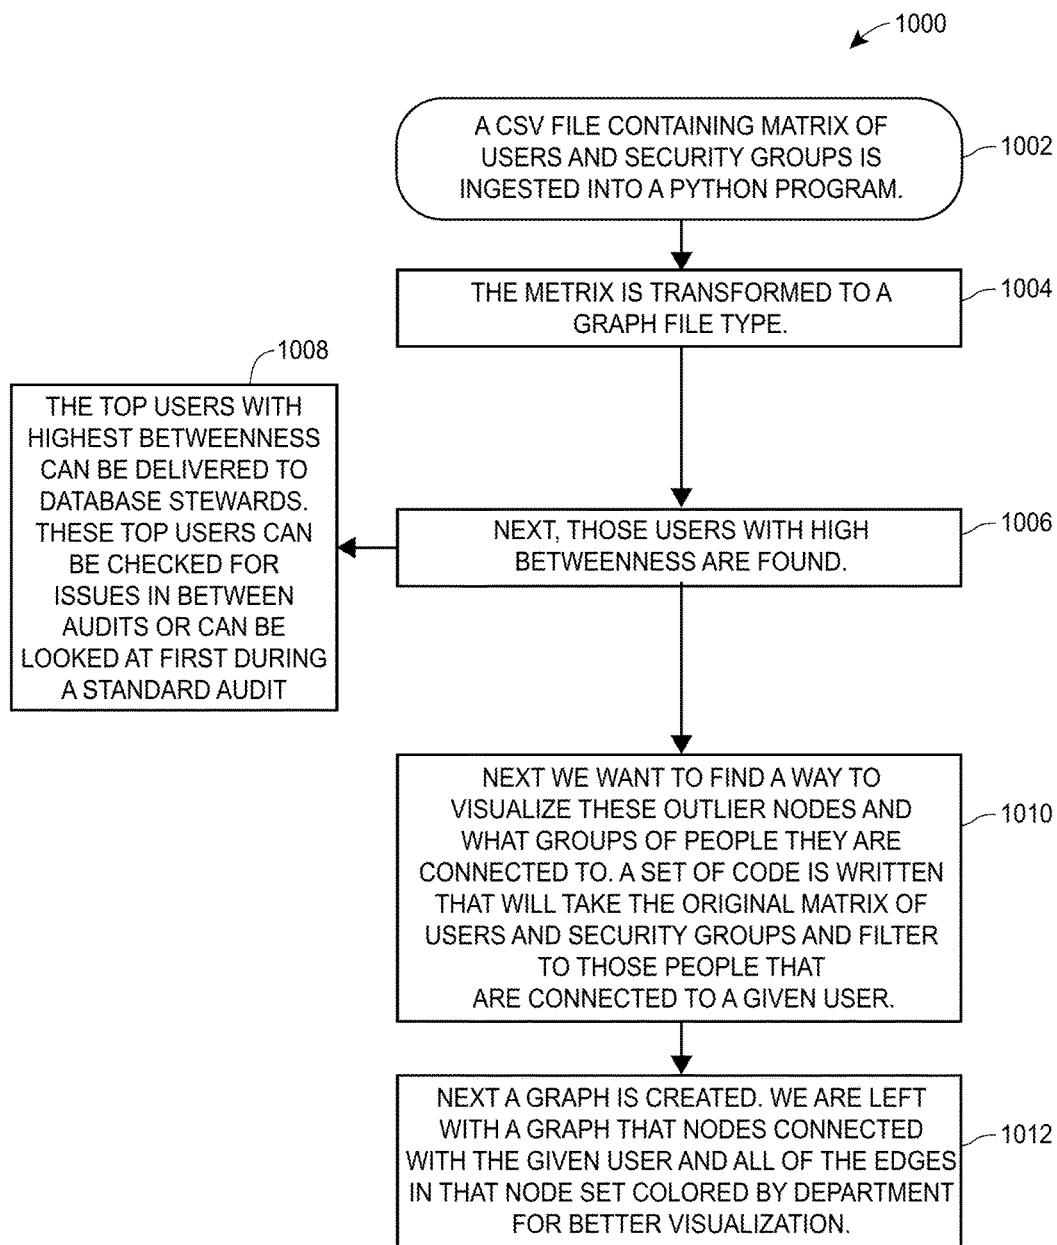 1000
A CSV FILE CONTAINING MATRIX OF
USERS AND SECURITY GROUPS IS
INGESTED INTO A PYTHON PROGRAM.
1002
THE METRIX IS TRANSFORMED TO A
GRAPH FILE TYPE.
1004
1008
THE TOP USERS WITH
HIGHEST BETWEENNESS
CAN BE DELIVERED TO
DATABASE STEWARDS.
THESE TOP USERS CAN
BE CHECKED FOR
ISSUES IN BETWEEN
AUDITS OR CAN BE
LOOKED AT FIRST DURING
A STANDARD AUDIT
NEXT, THOSE USERS WITH HIGH
BETWEENNESS ARE FOUND.
1006
NEXT WE WANT TO FIND A WAY TO
VISUALIZE THESE OUTLIER NODES AND
WHAT GROUPS OF PEOPLE THEY ARE
CONNECTED TO. A SET OF CODE IS WRITTEN
THAT WILL TAKE THE ORIGINAL MATRIX OF
USERS AND SECURITY GROUPS AND FILTER
TO THOSE PEOPLE THAT
ARE CONNECTED TO A GIVEN USER.
1010
NEXT A GRAPH IS CREATED. WE ARE LEFT
WITH A GRAPH THAT NODES CONNECTED
WITH THE GIVEN USER AND ALL OF THE EDGES
IN THAT NODE SET COLORED BY DEPARTMENT
FOR BETTER VISUALIZATION.
1012